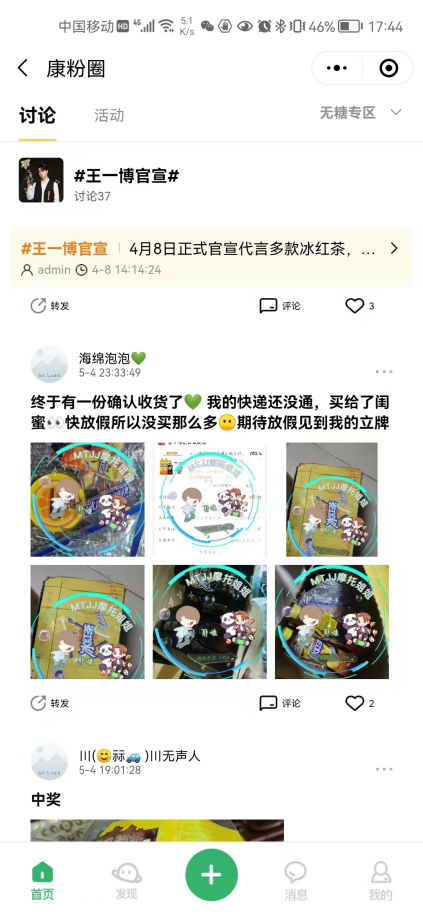 中国移动 HD 4G 5.1 K/s 46% 17:44
康粉圈
讨论 活动 无糖专区
#王一博官宣#
讨论37
#王一博官宣 | 4月8日正式官宣代言多款冰红茶，...
admin 4-8 14:14:24
转发 评论 3
海绵泡泡💚
5-4 23:33:49
终于有一份确认收货了💚 我的快递还没通，买给了闺
蜜👀快放假所以没买那么多😶期待放假见到我的立牌
MTJJ摩托姐姐
MTJJ摩托姐姐
MTJJ摩托姐姐
冰红茶
MTJJ摩托姐姐
冰红茶
MTJJ摩托姐姐
MTJJ摩托姐姐
转发 评论 2
川(😊祘🚙)川无声人
5-4 19:01:28
中奖
首页 发现 消息 我的